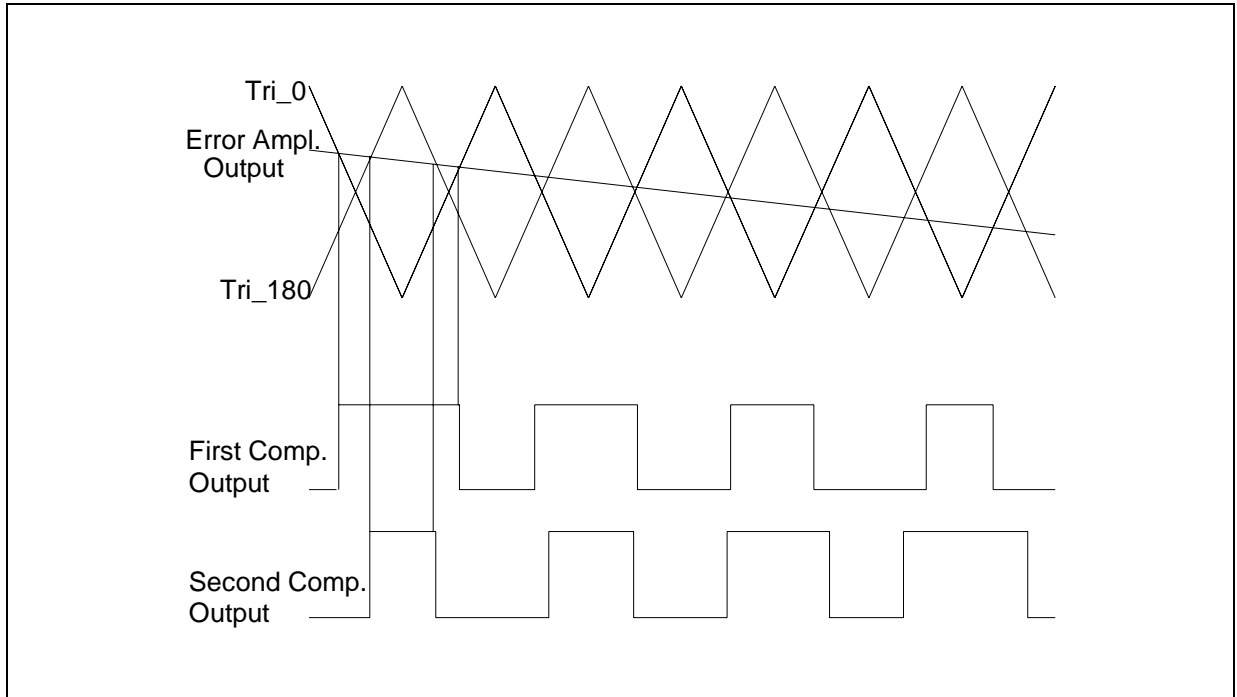 Tri_0
Error Ampl.
Output
Tri_180
First Comp.
Output
Second Comp.
Output